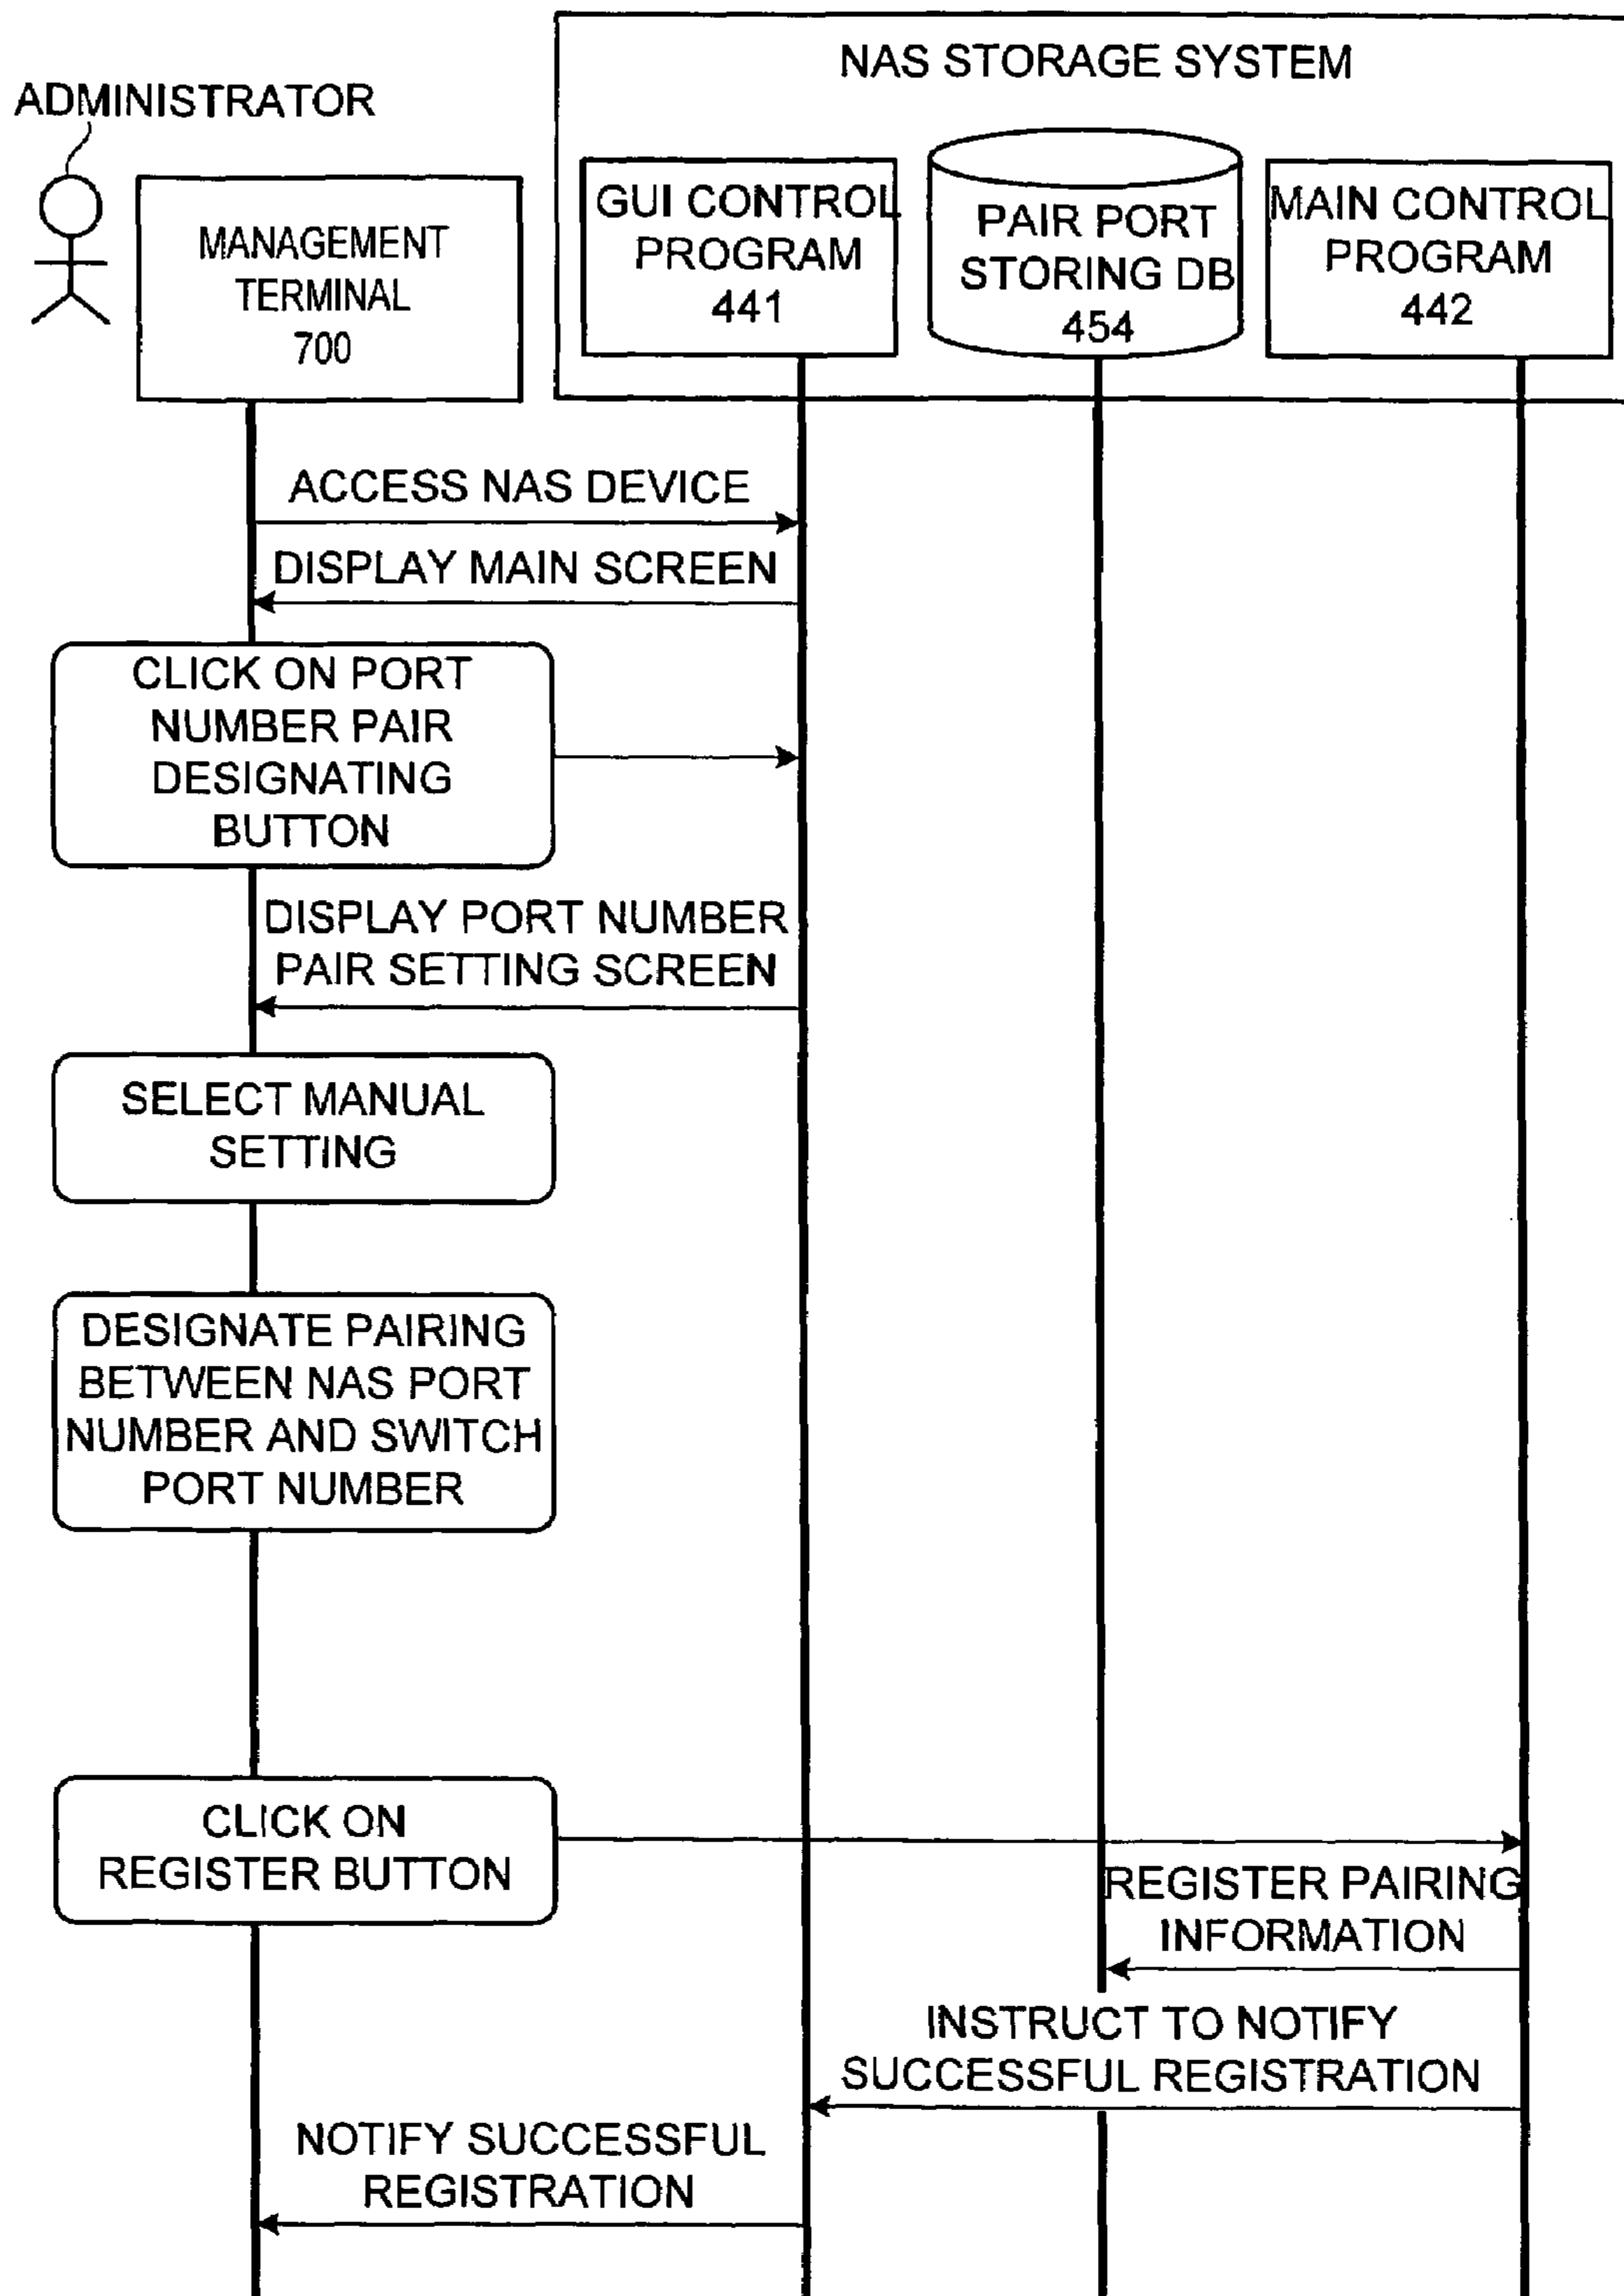 NAS STORAGE SYSTEM
ADMINISTRATOR
MANAGEMENT
TERMINAL
700
GUI CONTROL
PROGRAM
441
PAIR PORT
STORING DB
454
MAIN CONTROL
PROGRAM
442
ACCESS NAS DEVICE
DISPLAY MAIN SCREEN
CLICK ON PORT
NUMBER PAIR
DESIGNATING
BUTTON
DISPLAY PORT NUMBER
PAIR SETTING SCREEN
SELECT MANUAL
SETTING
DESIGNATE PAIRING
BETWEEN NAS PORT
NUMBER AND SWITCH
PORT NUMBER
CLICK ON
REGISTER BUTTON
REGISTER PAIRING
INFORMATION
INSTRUCT TO NOTIFY
SUCCESSFUL REGISTRATION
NOTIFY SUCCESSFUL
REGISTRATION